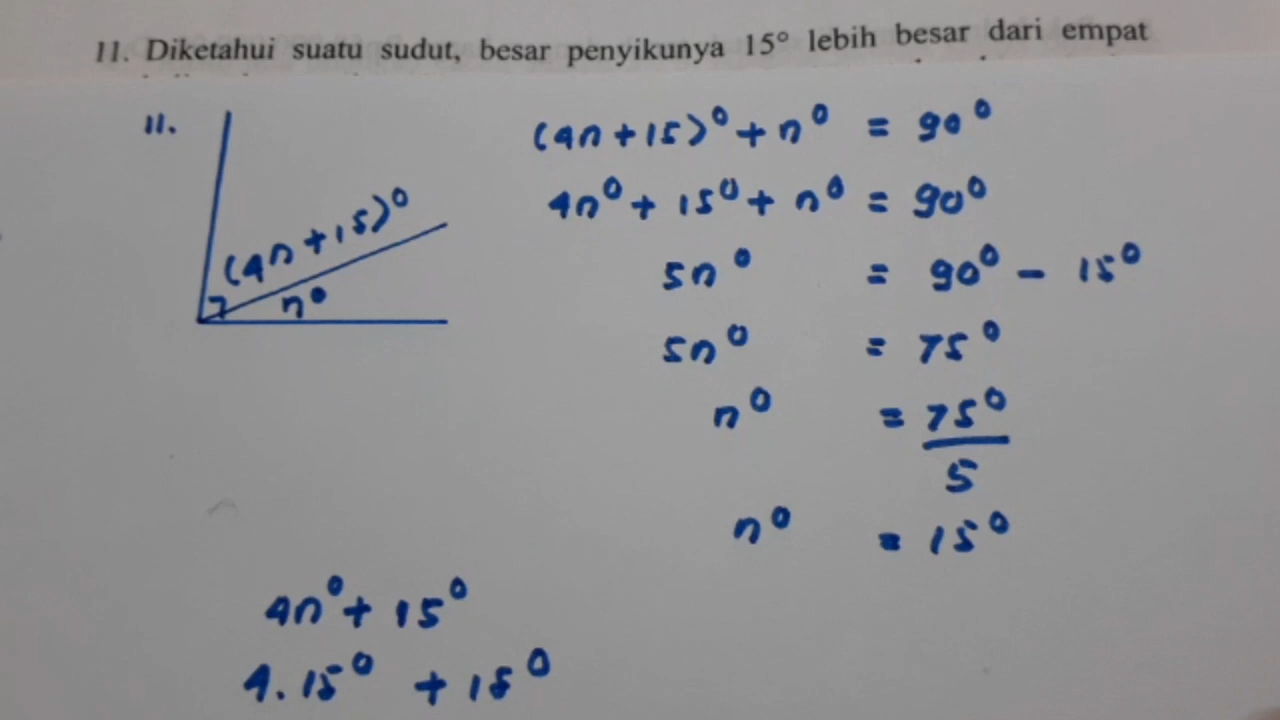 11. Diketahui suatu sudut, besar penyikunya 15° lebih besar dari empat
11.
(4n+15)°
n°
(4n+15)°+n° = 90°
4n°+ 15°+ n° = 90°
5n° = 90° - 15°
5n° = 75°
n° = 75°
5
n° = 15°
4n°+ 15°
4.15° + 15°